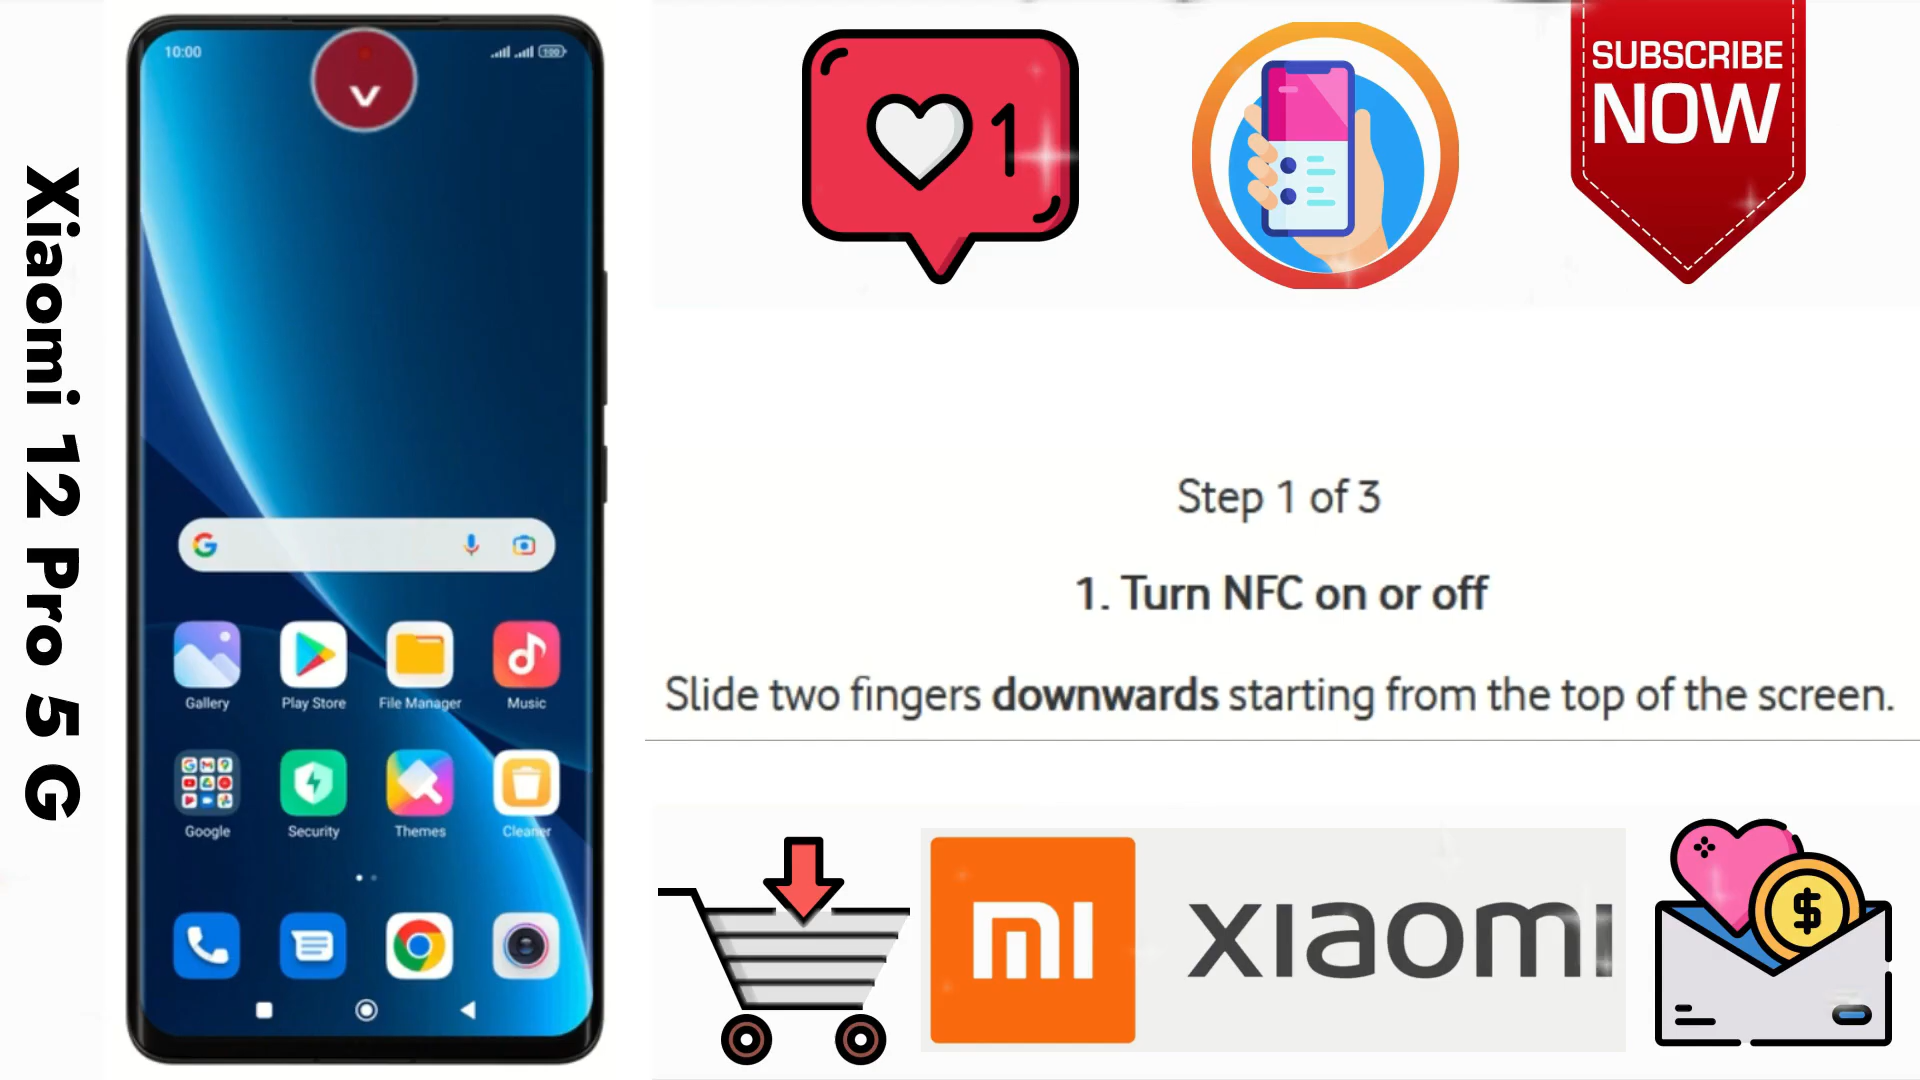 Xiaomi 12 Pro 5 G
10:00
100
Gallery
Play Store
File Manager
Music
Google
Security
Themes
Cleaner
1
SUBSCRIBE
NOW
Step 1 of 3
1. Turn NFC on or off
Slide two fingers downwards starting from the top of the screen.
mi
xiaomi
$